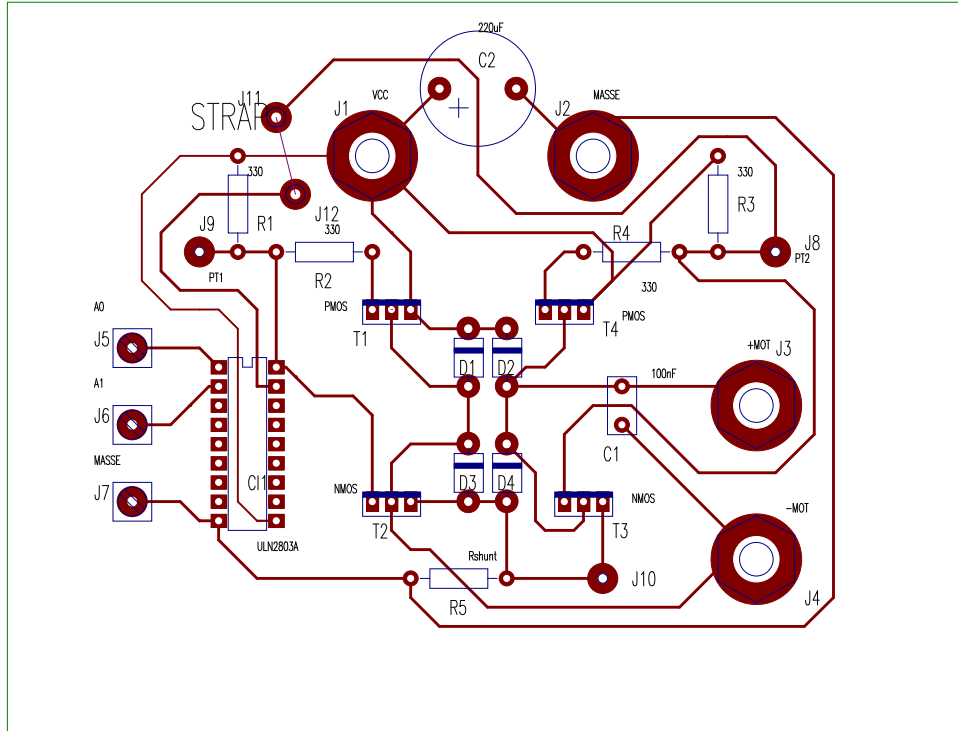 220uF
C2
J11
STRAP
J1
VCC
J2
MASSE
330
330
J9
R1
J12
330
R4
R3
J8
PT2
PT1
R2
330
A0
PMOS
T1
T4
PMOS
J5
D1
D2
+MOT
J3
A1
100nF
J6
MASSE
C1
J7
CI1
NMOS
D3
D4
NMOS
T2
T3
-MOT
ULN2803A
Rshunt
J10
R5
J4